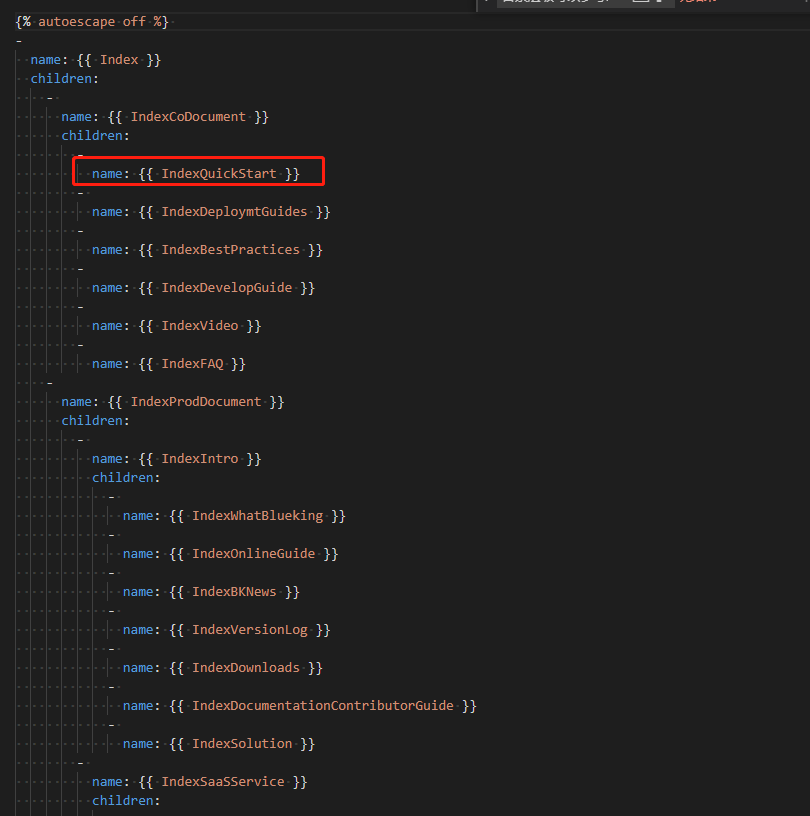 {% autoescape off %}
-
name: {{ Index }}
children:
-
name: {{ IndexCoDocument }}
children:
-
name: {{ IndexQuickStart }}
-
name: {{ IndexDeploymtGuides }}
-
name: {{ IndexBestPractices }}
-
name: {{ IndexDevelopGuide }}
-
name: {{ IndexVideo }}
-
name: {{ IndexFAQ }}
-
name: {{ IndexProdDocument }}
children:
-
name: {{ IndexIntro }}
children:
-
name: {{ IndexWhatBlueking }}
-
name: {{ IndexOnlineGuide }}
-
name: {{ IndexBKNews }}
-
name: {{ IndexVersionLog }}
-
name: {{ IndexDownloads }}
-
name: {{ IndexDocumentationContributorGuide }}
-
name: {{ IndexSolution }}
-
name: {{ IndexSaaSService }}
children: